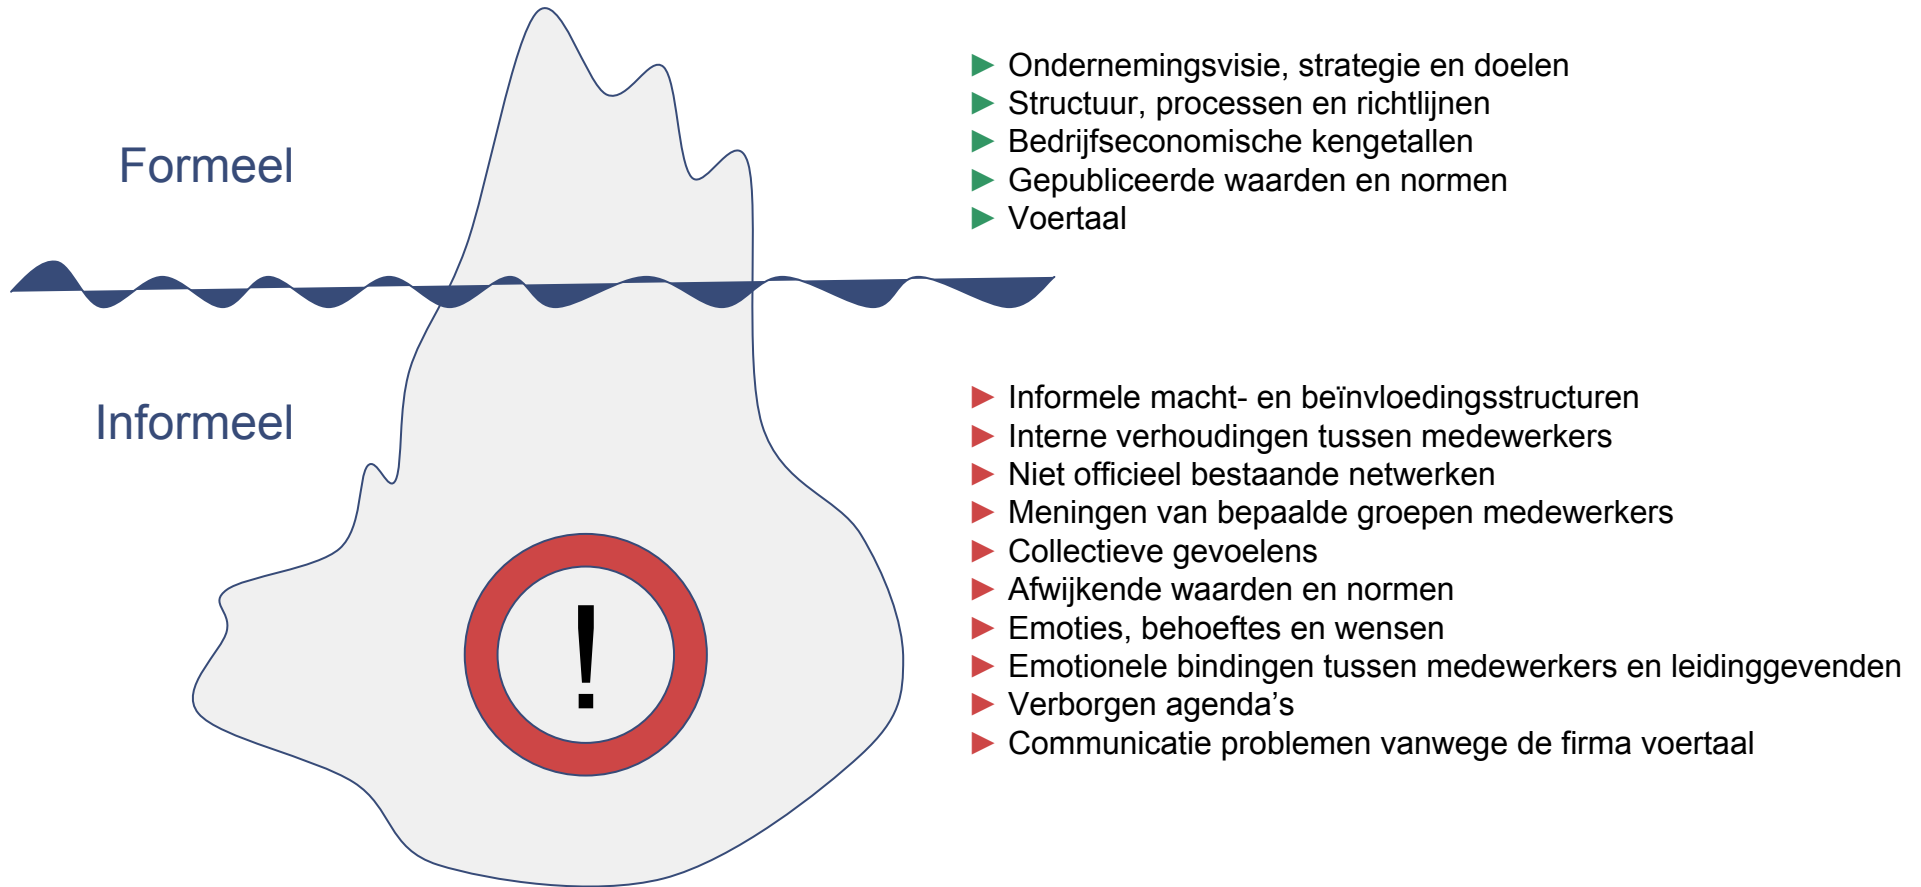 Formeel
► Ondernemingsvisie, strategie en doelen
► Structuur, processen en richtlijnen
► Bedrijfseconomische kengetallen
► Gepubliceerde waarden en normen
► Voertaal
Informeel
► Informele macht- en beïnvloedingsstructuren
► Interne verhoudingen tussen medewerkers
► Niet officieel bestaande netwerken
► Meningen van bepaalde groepen medewerkers
► Collectieve gevoelens
► Afwijkende waarden en normen
► Emoties, behoeftes en wensen
► Emotionele bindingen tussen medewerkers en leidinggevenden
► Verborgen agenda’s
► Communicatie problemen vanwege de firma voertaal
!